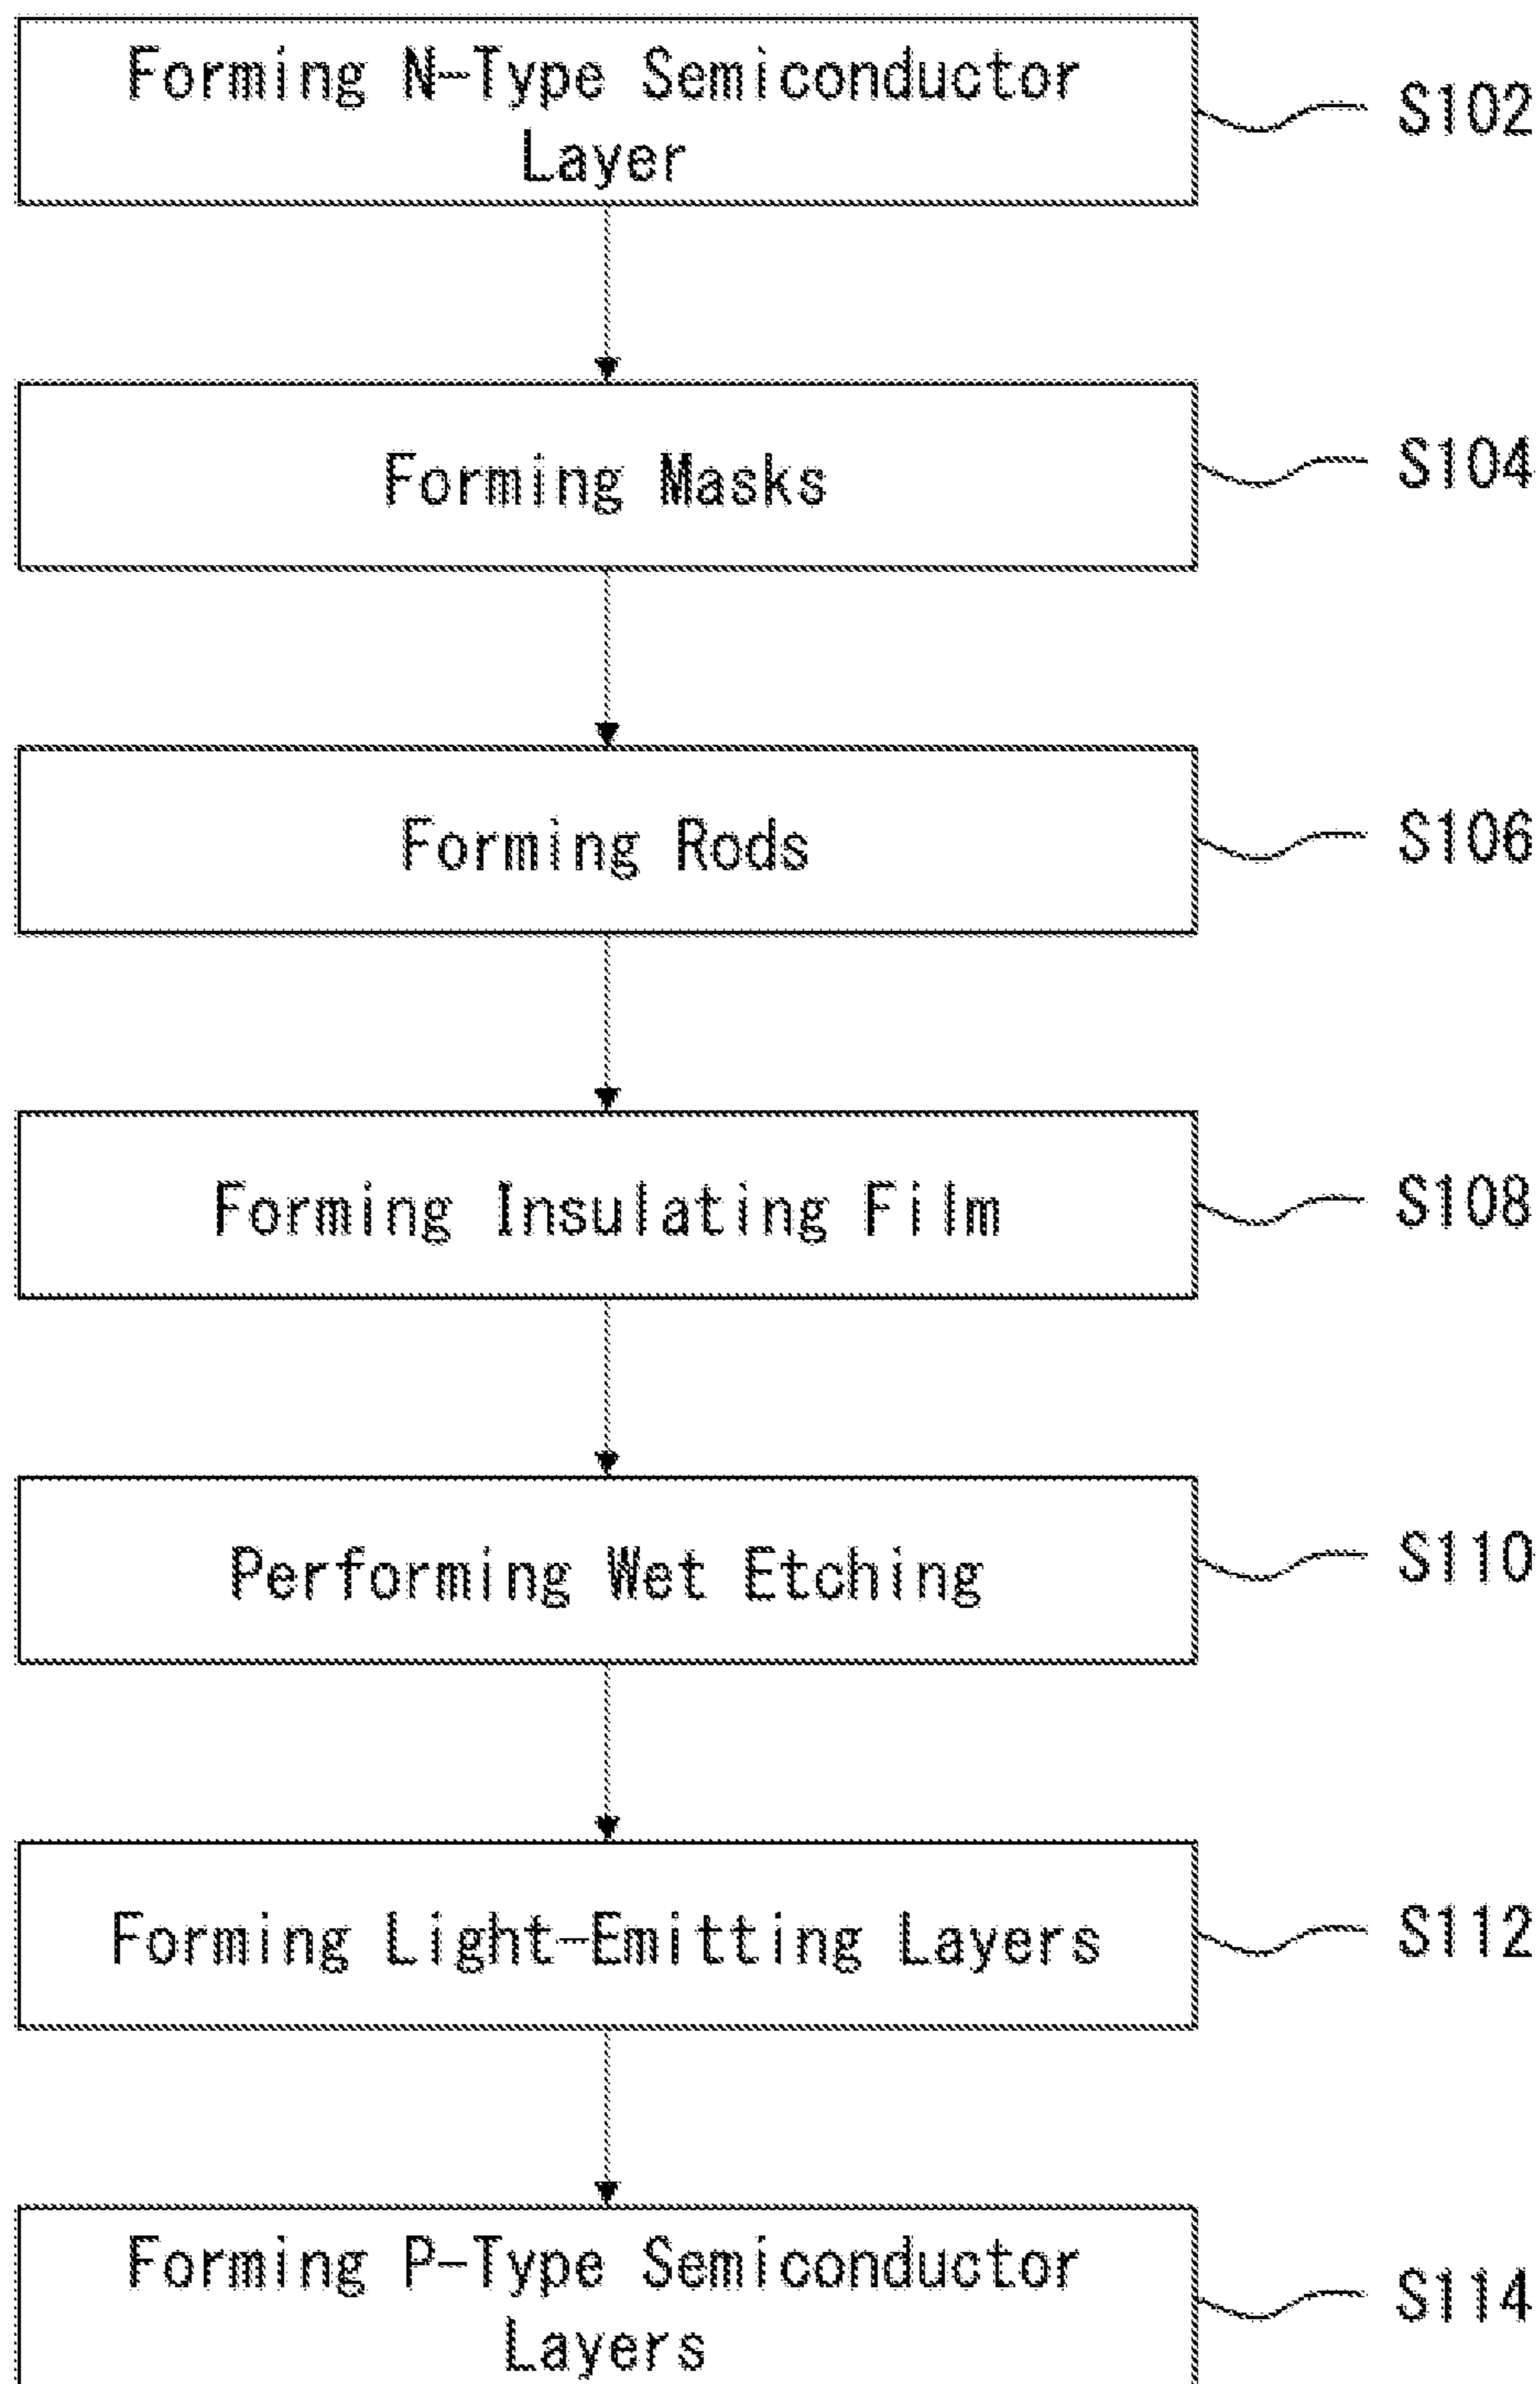 Forming N-Type Semiconductor
Layer
S102
Forming Masks
S104
Forming Rods
S106
Forming Insulating Film
S108
Performing Wet Etching
S110
Forming Light-Emitting Layers
S112
Forming P-Type Semiconductor
Layers
S114